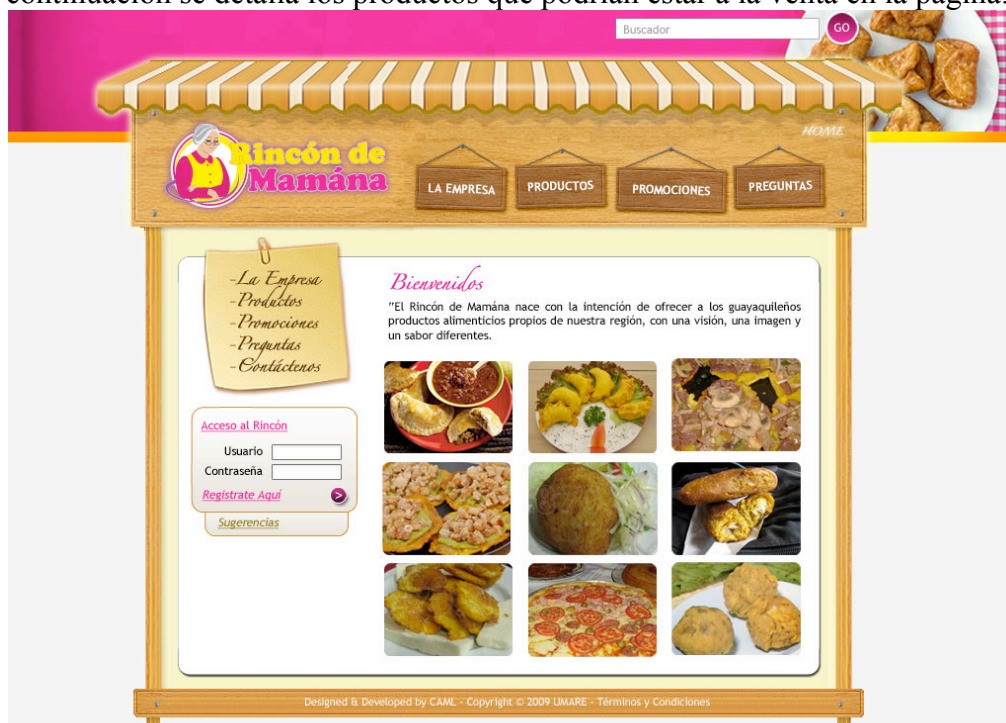 continuación se detalla los productos que podrían estar a la venta en la página.
Buscador
GO
HOME
Rincón de
Mamána
LA EMPRESA
PRODUCTOS
PROMOCIONES
PREGUNTAS
-La Empresa
-Productos
-Promociones
-Preguntas
-Contáctenos
Bienvenidos
"El Rincón de Mamána nace con la intención de ofrecer a los guayaquileños
productos alimenticios propios de nuestra región, con una visión, una imagen y
un sabor diferentes.
Acceso al Rincón
Usuario
Contraseña
Regístrate Aquí
>
Sugerencias
Designed & Developed by CAML - Copyright © 2009 UMARE - Términos y Condiciones